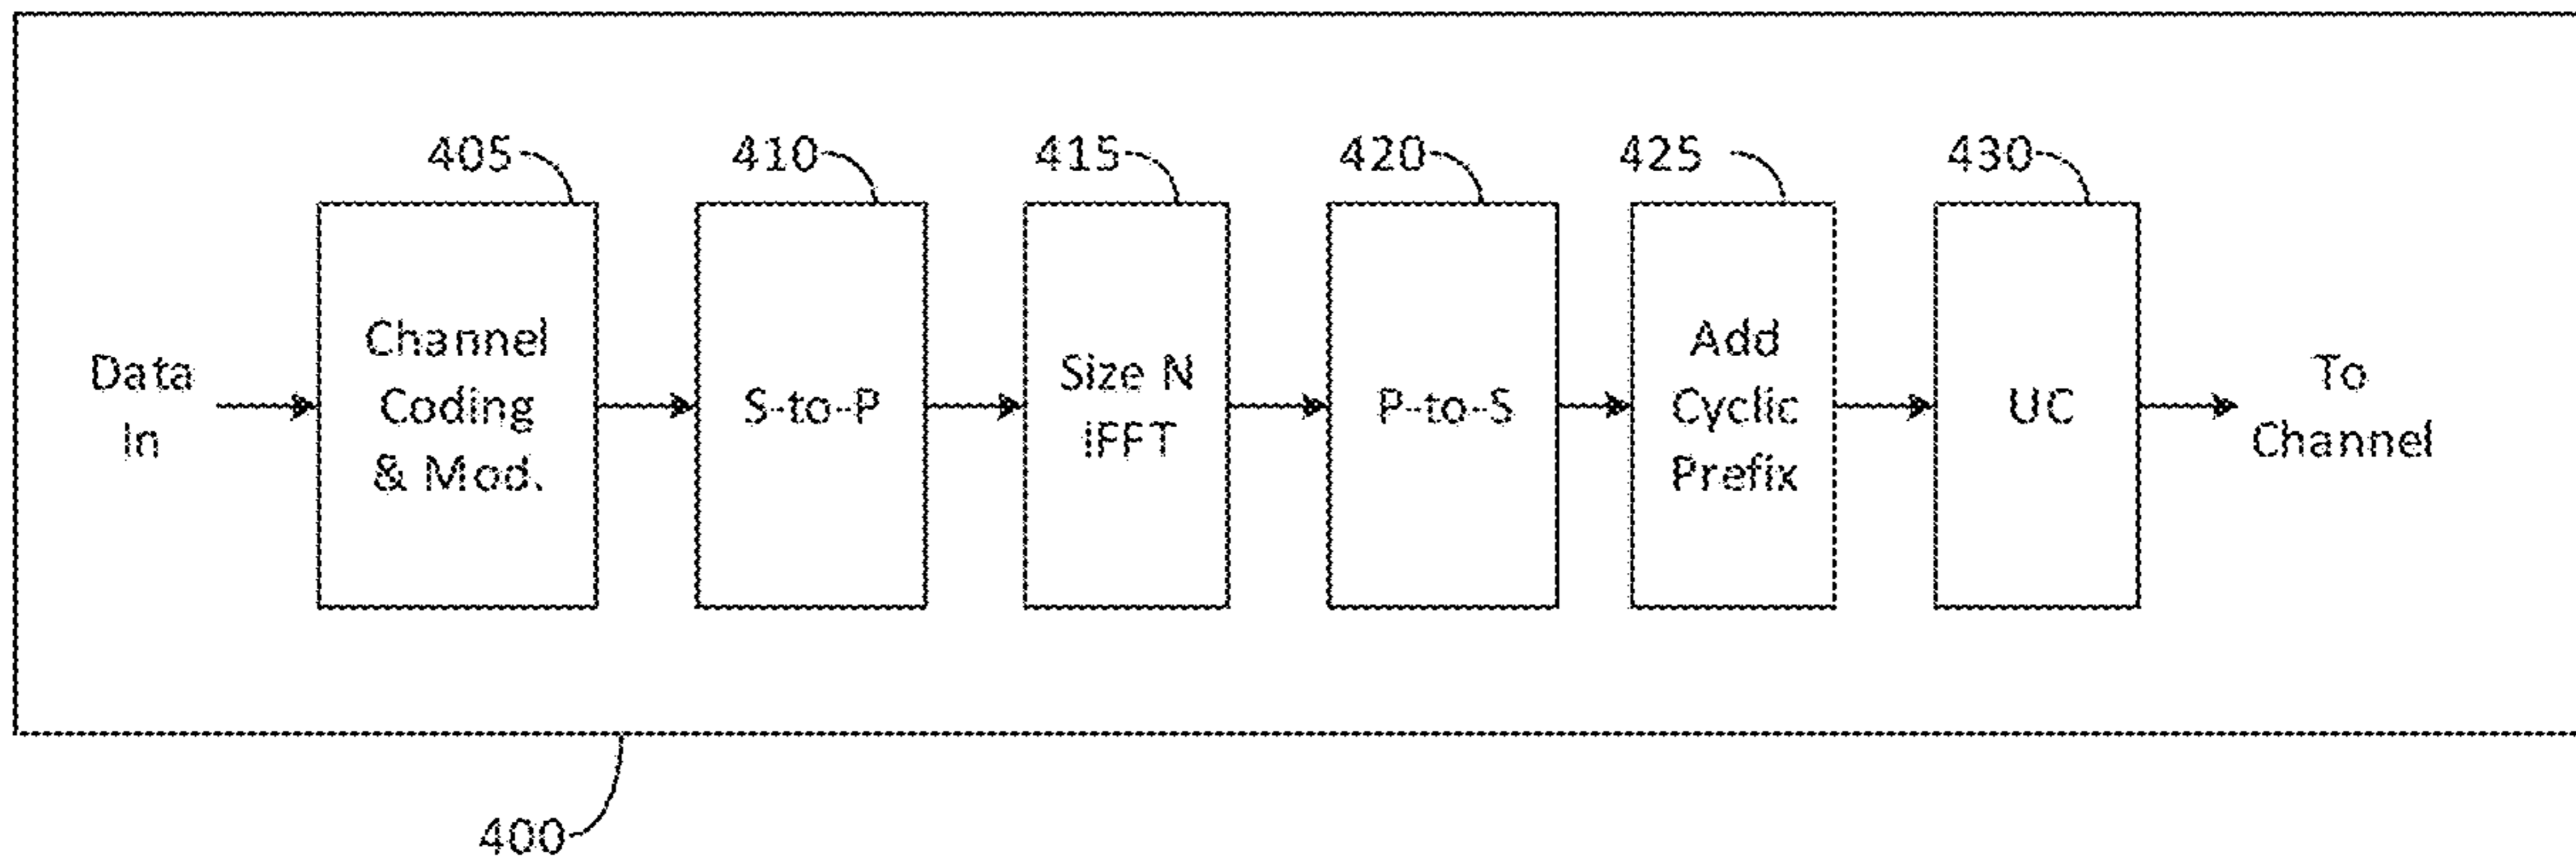 405
410
415
420
425
430
Data
In
Channel
Coding
& Mod.
S-to-P
Size N
IFFT
P-to-S
Add
Cyclic
Prefix
UC
To
Channel
400